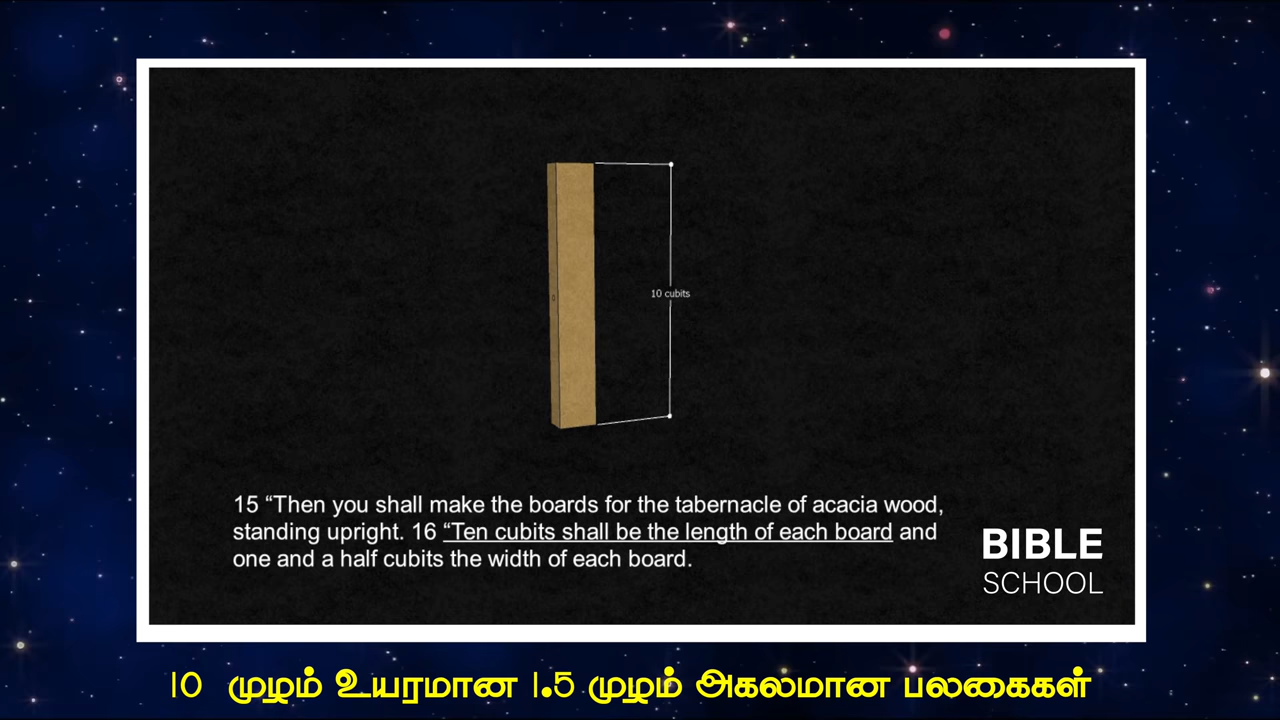 10 cubits
15 “Then you shall make the boards for the tabernacle of acacia wood,
standing upright. 16 “Ten cubits shall be the length of each board and
one and a half cubits the width of each board.
BIBLE
SCHOOL
10 முழம் உயரமான 1.5 முழம் அகலமான பலகைகள்